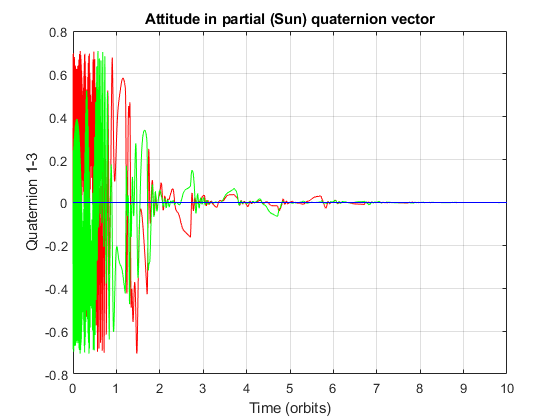 Attitude in partial (Sun) quaternion vector
Quaternion 1-3
0.8
0.6
0.4
0.2
0
-0.2
-0.4
-0.6
-0.8
0 1 2 3 4 5 6 7 8 9 10
Time (orbits)